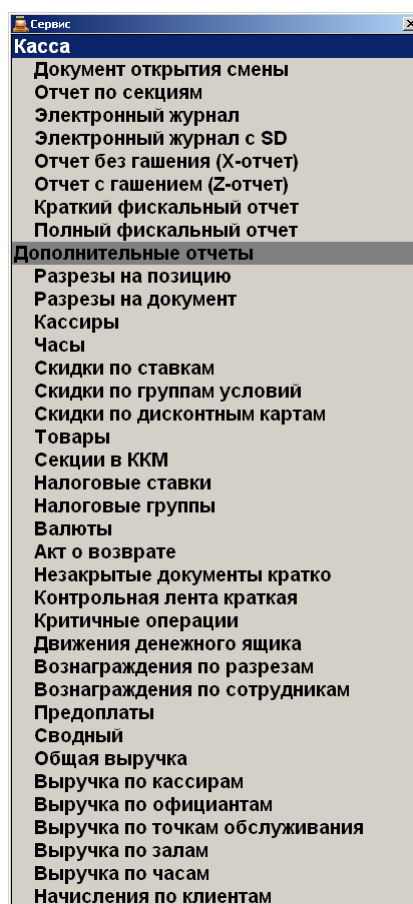 Сервис
Касса
Документ открытия смены
Отчет по секциям
Электронный журнал
Электронный журнал с SD
Отчет без гашения (X-отчет)
Отчет с гашением (Z-отчет)
Краткий фискальный отчет
Полный фискальный отчет
Дополнительные отчеты
Разрезы на позицию
Разрезы на документ
Кассиры
Часы
Скидки по ставкам
Скидки по группам условий
Скидки по дисконтным картам
Товары
Секции в ККМ
Налоговые ставки
Налоговые группы
Валюты
Акт о возврате
Незакрытые документы кратко
Контрольная лента краткая
Критичные операции
Движения денежного ящика
Вознаграждения по разрезам
Вознаграждения по сотрудникам
Предоплаты
Сводный
Общая выручка
Выручка по кассирам
Выручка по официантам
Выручка по точкам обслуживания
Выручка по залам
Выручка по часам
Начисления по клиентам